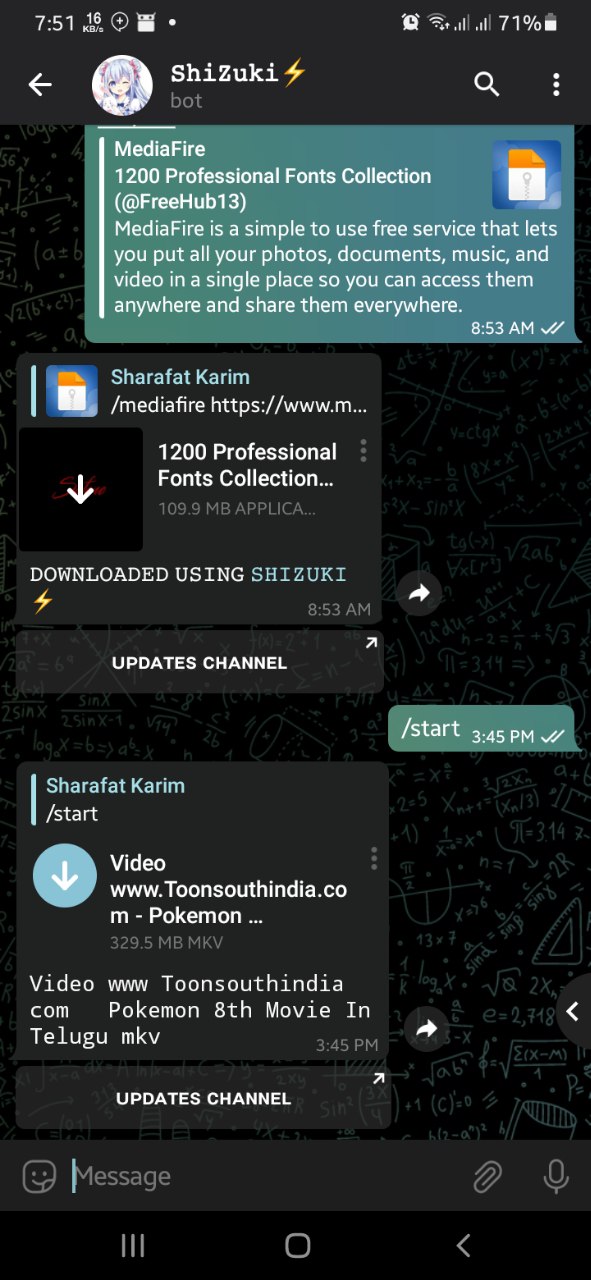 7:51 16 KB/s 71%
ShiZuki⚡
bot
MediaFire
1200 Professional Fonts Collection
(@FreeHub13)
MediaFire is a simple to use free service that lets
you put all your photos, documents, music, and
video in a single place so you can access them
anywhere and share them everywhere.
8:53 AM
Sharafat Karim
/mediafire https://www.m...
1200 Professional
Fonts Collection...
109.9 MB APPLICA...
DOWNLOADED USING SHIZUKI
⚡
8:53 AM
UPDATES CHANNEL
/start 3:45 PM
Sharafat Karim
/start
Video
www.Toonsouthindia.co
m - Pokemon ...
329.5 MB MKV
Video www Toonsouthindia
com   Pokemon 8th Movie In
Telugu mkv
3:45 PM
UPDATES CHANNEL
Message